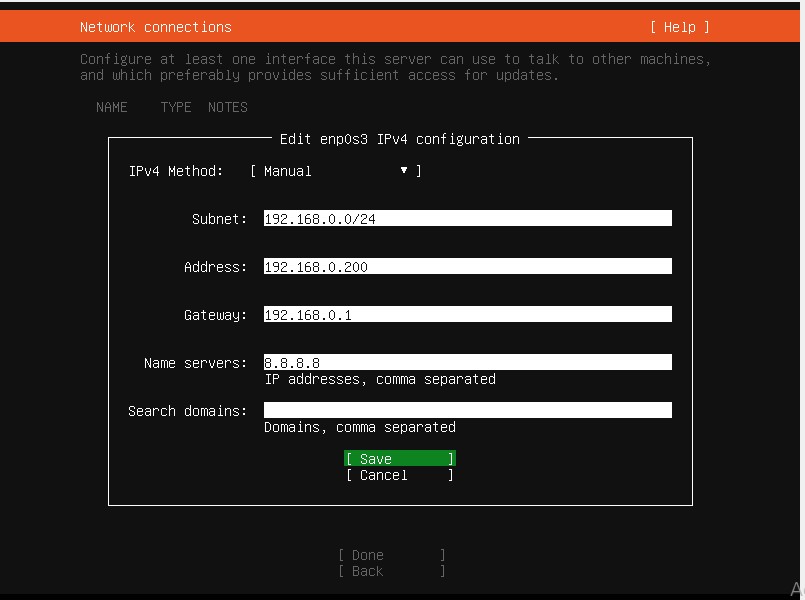 Network connections [ Help ]
Configure at least one interface this server can use to talk to other machines,
and which preferably provides sufficient access for updates.
NAME TYPE NOTES
Edit enp0s3 IPv4 configuration
IPv4 Method: [ Manual ▾ ]
Subnet: 192.168.0.0/24
Address: 192.168.0.200
Gateway: 192.168.0.1
Name servers: 8.8.8.8
IP addresses, comma separated
Search domains:
Domains, comma separated
[ Save ]
[ Cancel ]
[ Done ]
[ Back ]
A